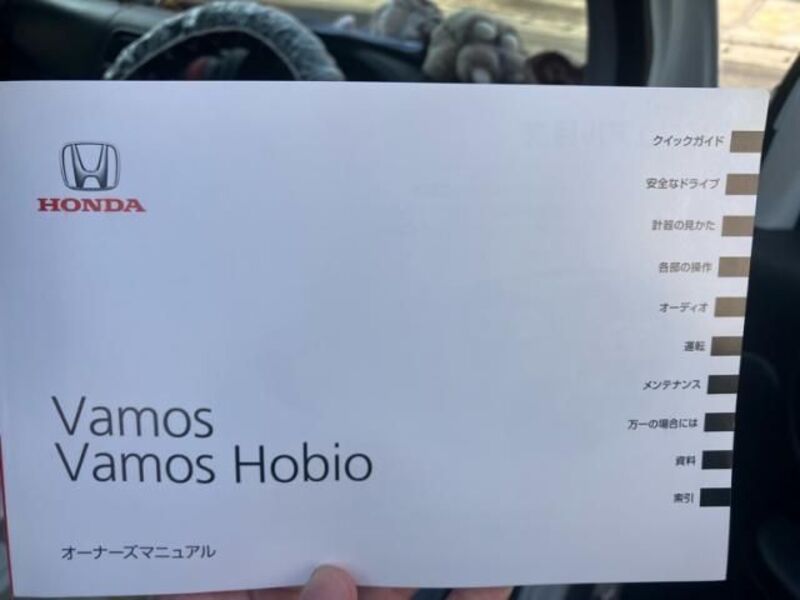 HONDA
クイックガイド
安全なドライブ
計器の見かた
各部の操作
オーディオ
運転
メンテナンス
万一の場合には
資料
索引
Vamos
Vamos Hobio
オーナーズマニュアル